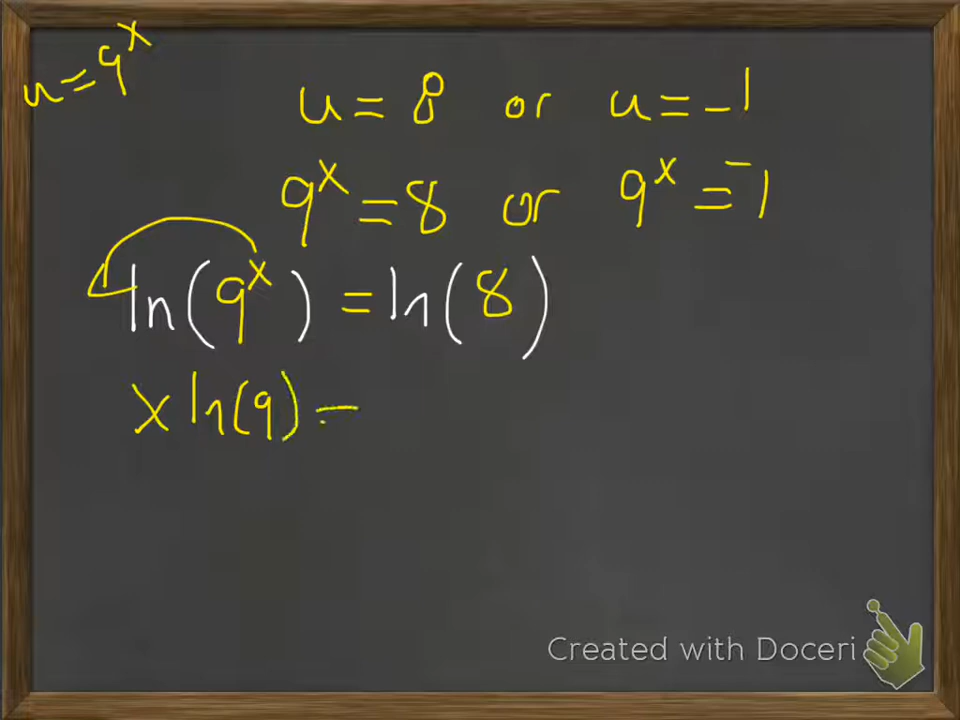 u = 9^x
u = 8 or u = -1
9^x = 8 or 9^x = -1
ln(9^x) = ln(8)
x ln(9) =
Created with Doceri